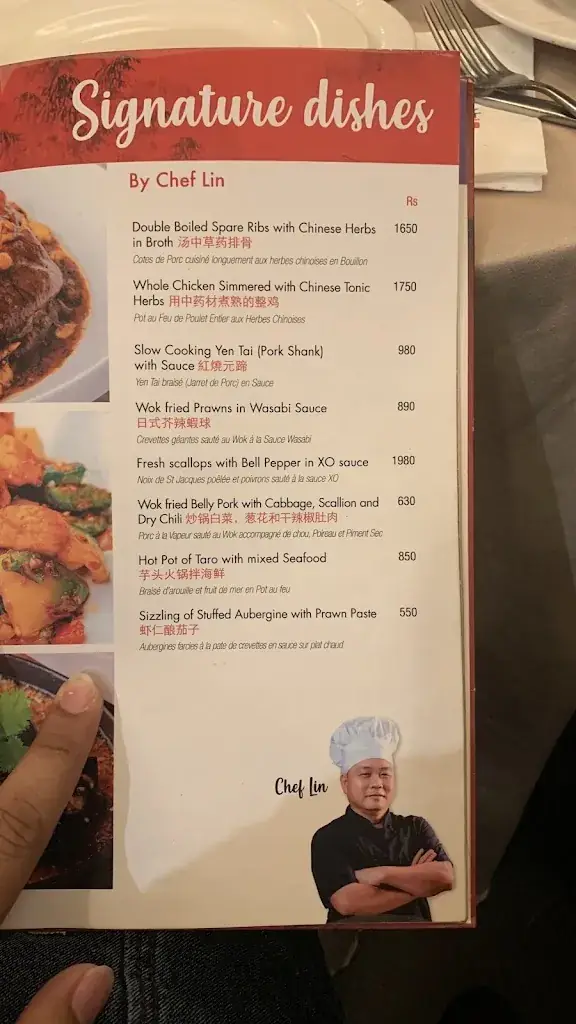 Signature dishes
By Chef Lin
Rs
Double Boiled Spare Ribs with Chinese Herbs 1650
in Broth 汤中草药排骨
Cotes de Porc cuisiné longuement aux herbes chinoises en Bouillon
Whole Chicken Simmered with Chinese Tonic 1750
Herbs 用中药材煮熟的整鸡
Pot au Feu de Poulet Entier aux Herbes Chinoises
Slow Cooking Yen Tai (Pork Shank) 980
with Sauce 紅燒元蹄
Yen Tai braisé (Jarret de Porc) en Sauce
Wok fried Prawns in Wasabi Sauce 890
日式芥辣蝦球
Crevettes géantes sauté au Wok à la Sauce Wasabi
Fresh scallops with Bell Pepper in XO sauce 1980
Noix de St Jacques poêlée et poivrons sauté à la sauce XO
Wok fried Belly Pork with Cabbage, Scallion and 630
Dry Chili 炒锅白菜，葱花和干辣椒肚肉
Porc à la Vapeur sauté au Wok accompagné de chou, Poireau et Piment Sec
Hot Pot of Taro with mixed Seafood 850
芋头火锅拌海鲜
Braisé d'arouille et fruit de mer en Pot au feu
Sizzling of Stuffed Aubergine with Prawn Paste 550
虾仁酿茄子
Aubergines farcies à la pate de crevettes en sauce sur plat chaud
Chef Lin